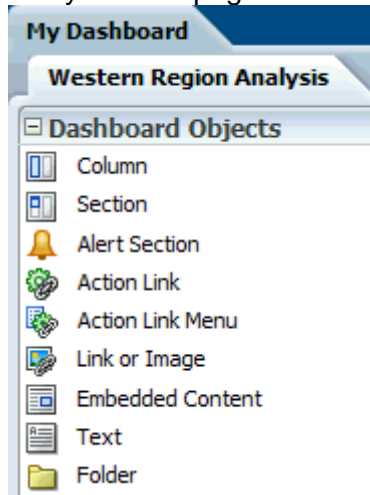 My Dashboard
Western Region Analysis
Dashboard Objects
Column
Section
Alert Section
Action Link
Action Link Menu
Link or Image
Embedded Content
Text
Folder